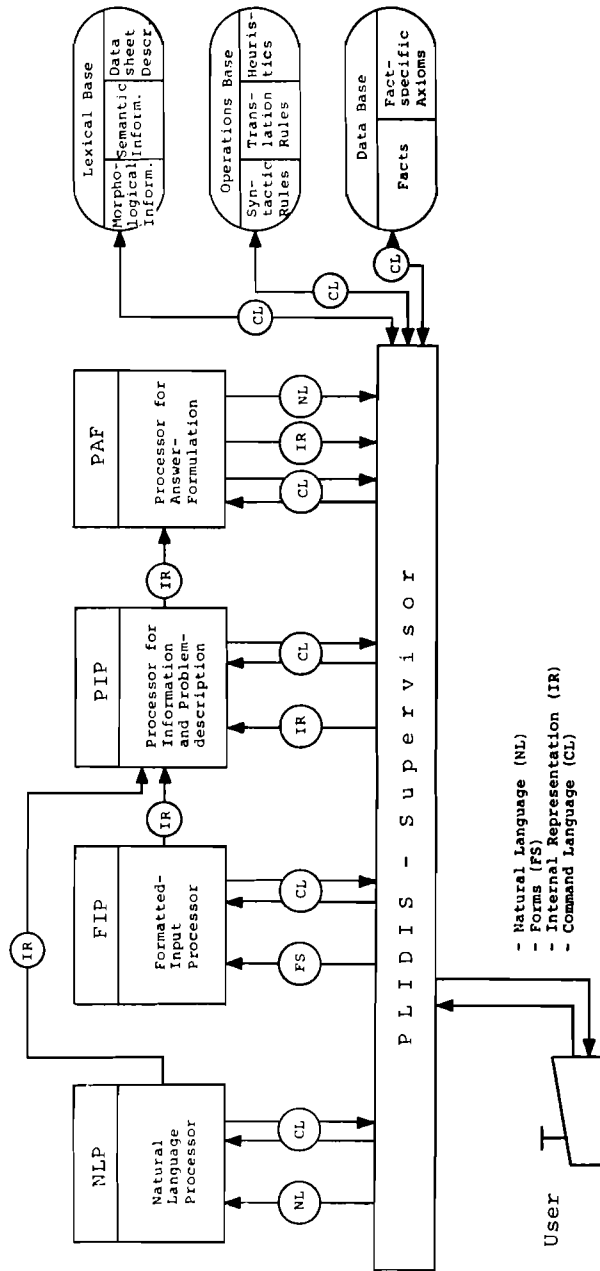 NLP
Natural
Language
Processor
FIP
Formatted-
Input
Processor
PIP
Processor for
Information
and Problem-
description
PAF
Processor for
Answer-
Formulation
IR
IR
IR
NL
CL
FS
CL
IR
CL
CL
IR
NL
PLIDIS - Supervisor
CL
CL
CL
Lexical Base
Morpho-
logical
Inform.
Semantic
Inform.
Data
sheet
Descr.
Operations Base
Syn-
tactic
Rules
Trans-
lation
Rules
Heuris-
tics
Data Base
Facts
Fact-
specific
Axioms
User
- Natural Language (NL)
- Forms (FS)
- Internal Representation (IR)
- Command Language (CL)